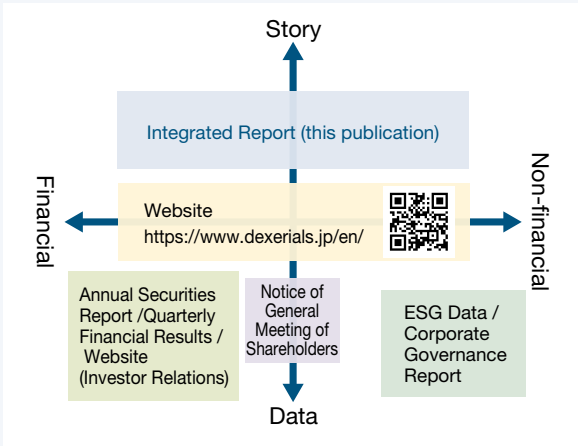 Story
Integrated Report (this publication)
Financial
Non-financial
Website
https://www.dexerials.jp/en/
Annual Securities
Report /Quarterly
Financial Results /
Website
(Investor Relations)
Notice of
General
Meeting of
Shareholders
ESG Data /
Corporate
Governance
Report
Data